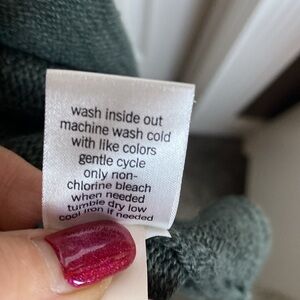 wash inside out
machine wash cold
with like colors
gentle cycle
only non-
chlorine bleach
when needed
tumble dry low
cool iron if needed